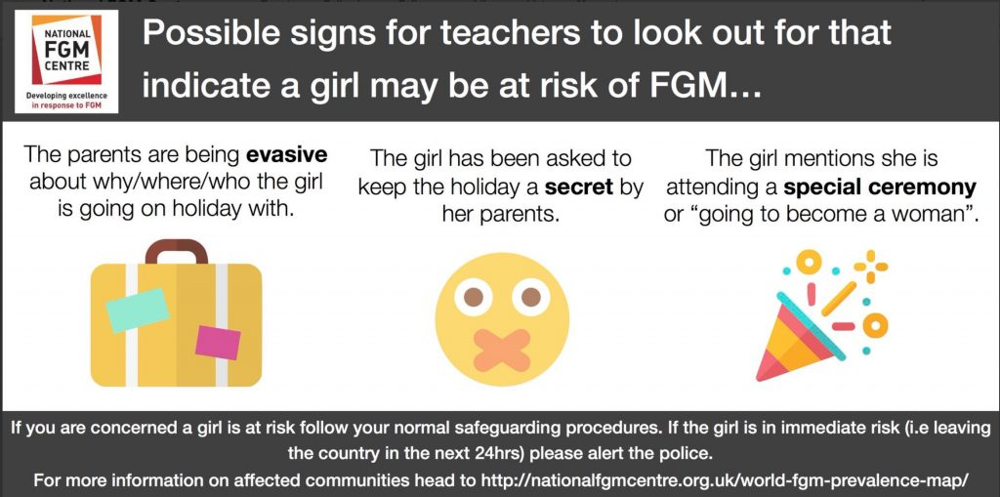 NATIONAL
FGM
CENTRE
Developing excellence
in response to FGM
Possible signs for teachers to look out for that
indicate a girl may be at risk of FGM…
The parents are being evasive
about why/where/who the girl
is going on holiday with.
The girl has been asked to
keep the holiday a secret by
her parents.
The girl mentions she is
attending a special ceremony
or “going to become a woman”.
If you are concerned a girl is at risk follow your normal safeguarding procedures. If the girl is in immediate risk (i.e leaving
the country in the next 24hrs) please alert the police.
For more information on affected communities head to http://nationalfgmcentre.org.uk/world-fgm-prevalence-map/